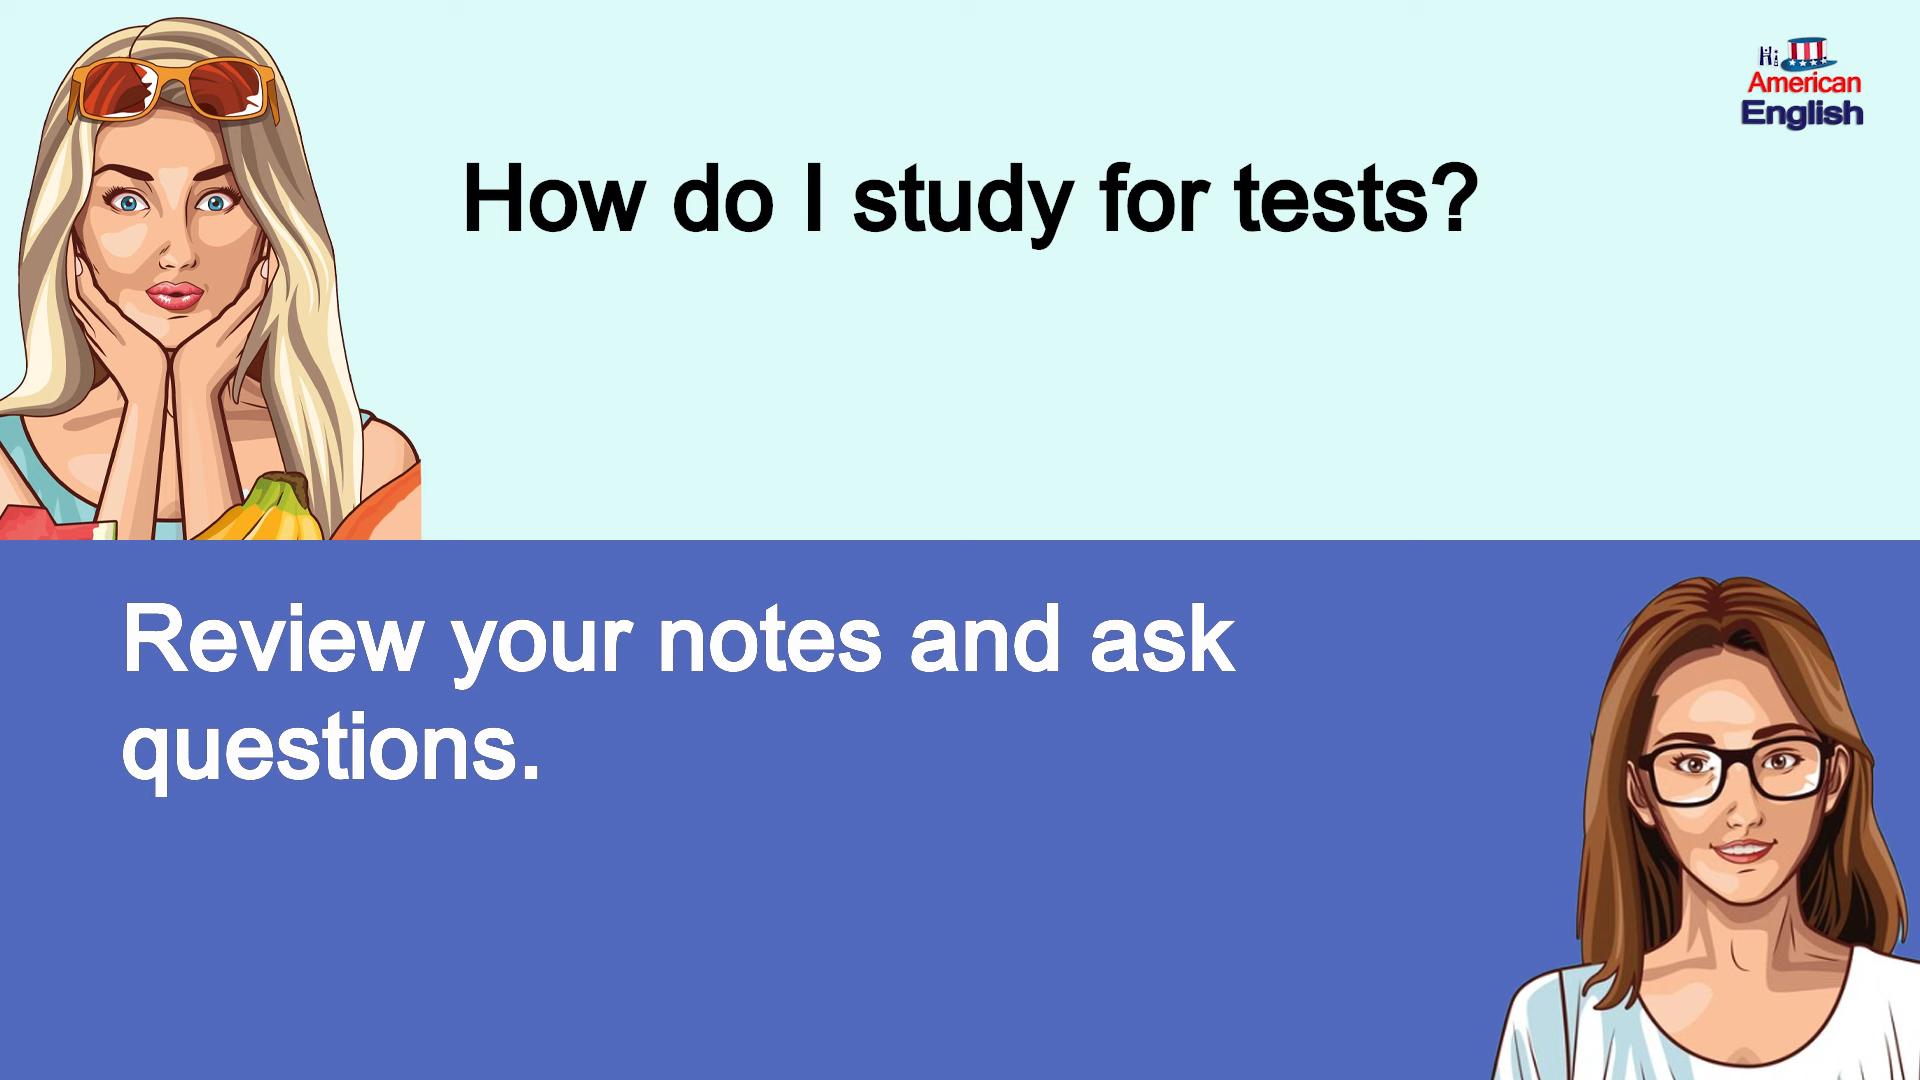 Hi
American
English
How do I study for tests?
Review your notes and ask
questions.